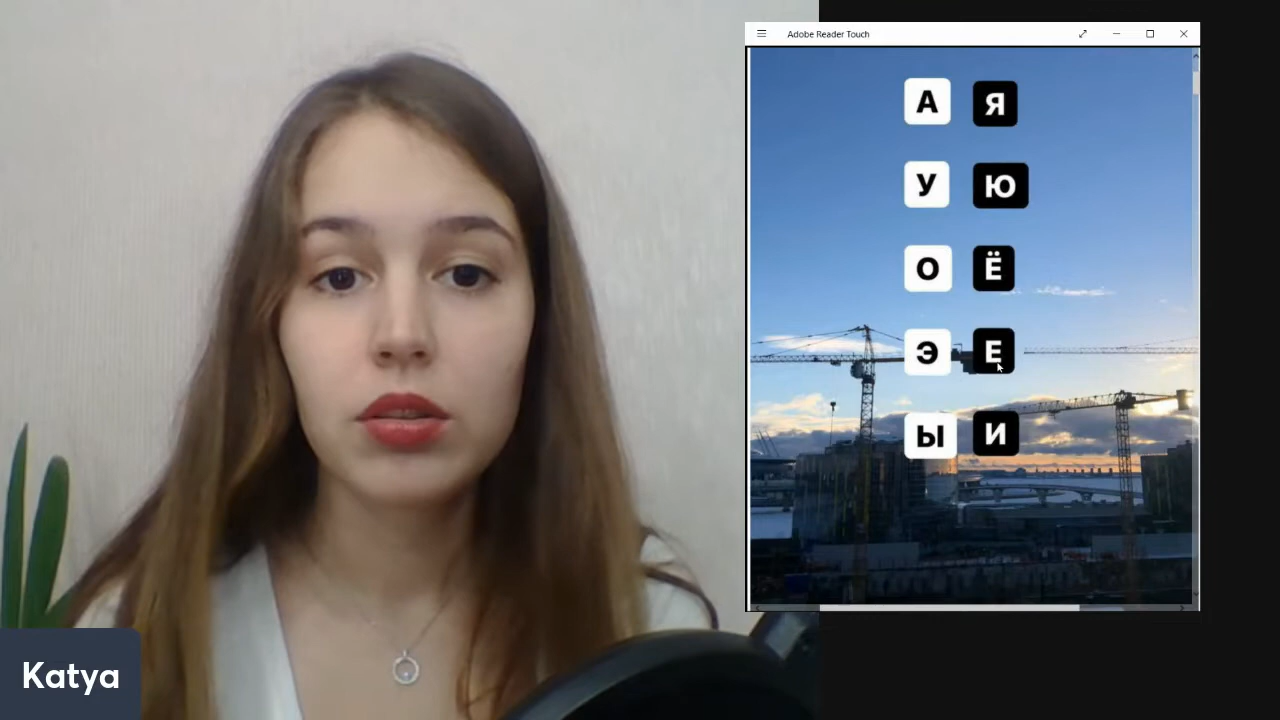 Adobe Reader Touch
А Я
У Ю
О Ё
Э Е
Ы И
Katya